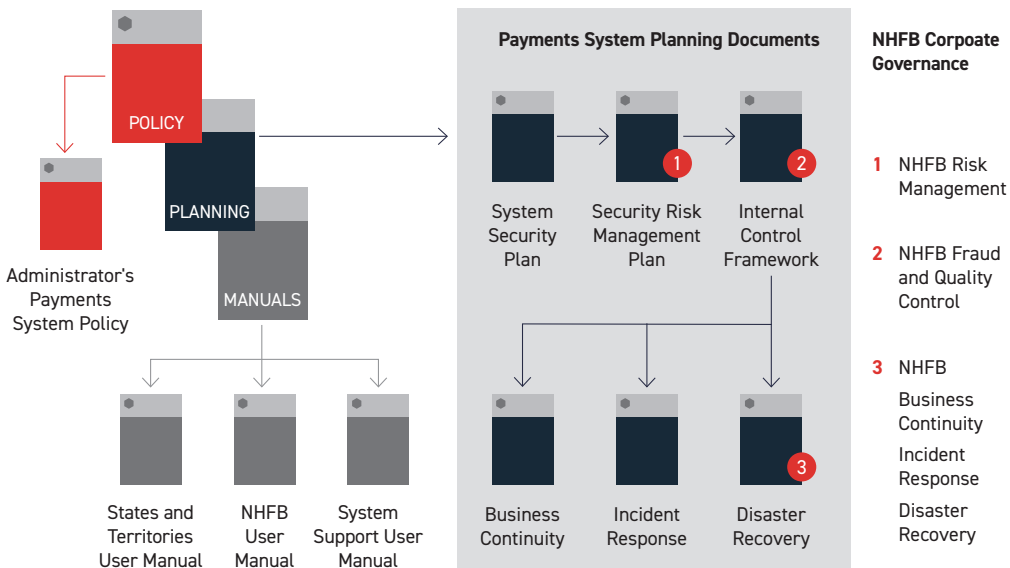 POLICY
PLANNING
MANUALS
Administrator's
Payments
System Policy
States and
Territories
User Manual
NHFB
User
Manual
System
Support User
Manual
Payments System Planning Documents
System
Security
Plan
1
Security Risk
Management
Plan
2
Internal
Control
Framework
Business
Continuity
Incident
Response
3
Disaster
Recovery
NHFB Corpoate
Governance
1 NHFB Risk
Management
2 NHFB Fraud
and Quality
Control
3 NHFB
Business
Continuity
Incident
Response
Disaster
Recovery